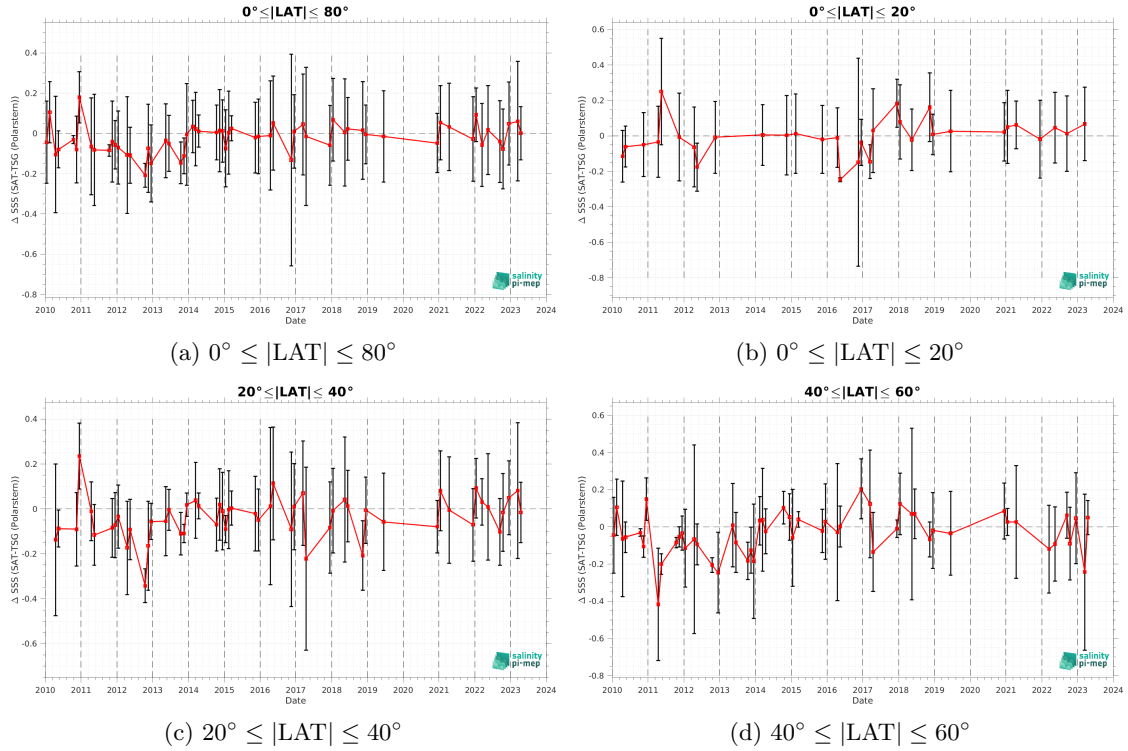 0°≤|LAT|≤ 80°
0.4
0.2
0
-0.2
-0.4
-0.6
-0.8
Δ SSS (SAT-TSG (Polarstern))
2010 2011 2012 2013 2014 2015 2016 2017 2018 2019 2020 2021 2022 2023 2024
Date
salinity
pi-mep
(a) 0° ≤ |LAT| ≤ 80°
0°≤|LAT|≤ 20°
0.6
0.4
0.2
0
-0.2
-0.4
-0.6
-0.8
Δ SSS (SAT-TSG (Polarstern))
2010 2011 2012 2013 2014 2015 2016 2017 2018 2019 2020 2021 2022 2023 2024
Date
salinity
pi-mep
(b) 0° ≤ |LAT| ≤ 20°
20°≤|LAT|≤ 40°
0.4
0.2
0
-0.2
-0.4
-0.6
Δ SSS (SAT-TSG (Polarstern))
2010 2011 2012 2013 2014 2015 2016 2017 2018 2019 2020 2021 2022 2023 2024
Date
salinity
pi-mep
(c) 20° ≤ |LAT| ≤ 40°
40°≤|LAT|≤ 60°
0.6
0.4
0.2
0
-0.2
-0.4
-0.6
-0.8
Δ SSS (SAT-TSG (Polarstern))
2010 2011 2012 2013 2014 2015 2016 2017 2018 2019 2020 2021 2022 2023 2024
Date
salinity
pi-mep
(d) 40° ≤ |LAT| ≤ 60°